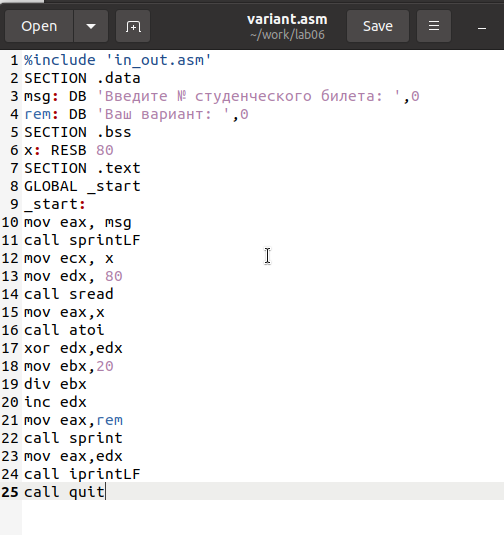 Open
variant.asm
~/work/lab06
Save
1 %include 'in_out.asm'
2 SECTION .data
3 msg: DB 'Введите № студенческого билета: ',0
4 rem: DB 'Ваш вариант: ',0
5 SECTION .bss
6 x: RESB 80
7 SECTION .text
8 GLOBAL _start
9 _start:
10 mov eax, msg
11 call sprintLF
12 mov ecx, x
13 mov edx, 80
14 call sread
15 mov eax,x
16 call atoi
17 xor edx,edx
18 mov ebx,20
19 div ebx
20 inc edx
21 mov eax,rem
22 call sprint
23 mov eax,edx
24 call iprintLF
25 call quit